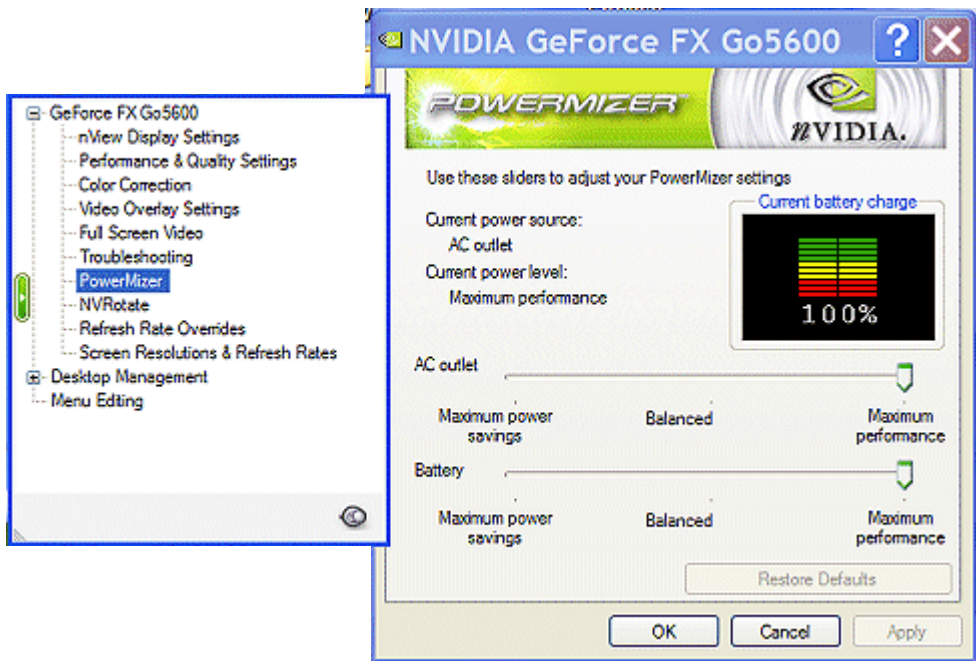 GeForce FX Go5600
nView Display Settings
Performance & Quality Settings
Color Correction
Video Overlay Settings
Full Screen Video
Troubleshooting
PowerMizer
NVRotate
Refresh Rate Overrides
Screen Resolutions & Refresh Rates
Desktop Management
Menu Editing
NVIDIA GeForce FX Go5600
POWERMIZER™
nVIDIA.
Use these sliders to adjust your PowerMizer settings
Current power source:
AC outlet
Current power level:
Maximum performance
Current battery charge
100%
AC outlet
Maximum power savings
Balanced
Maximum performance
Battery
Maximum power savings
Balanced
Maximum performance
Restore Defaults
OK
Cancel
Apply